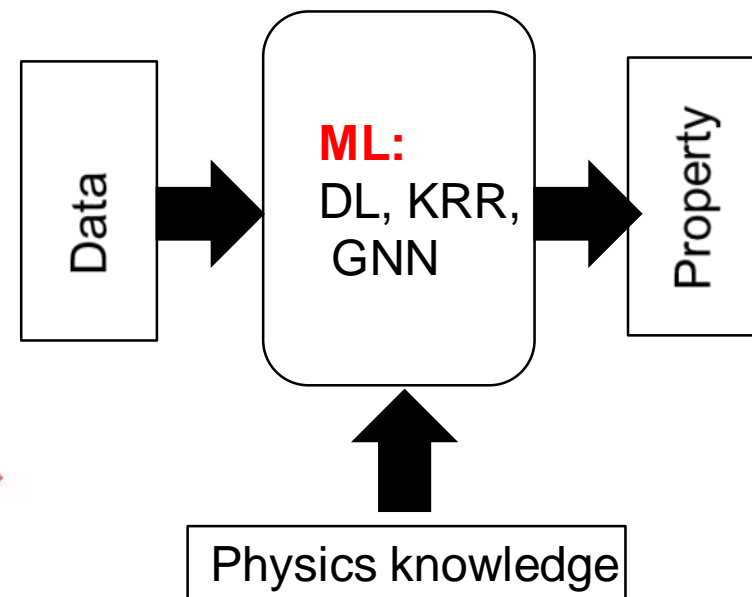 Data
ML:
DL, KRR,
GNN
Property
Physics knowledge